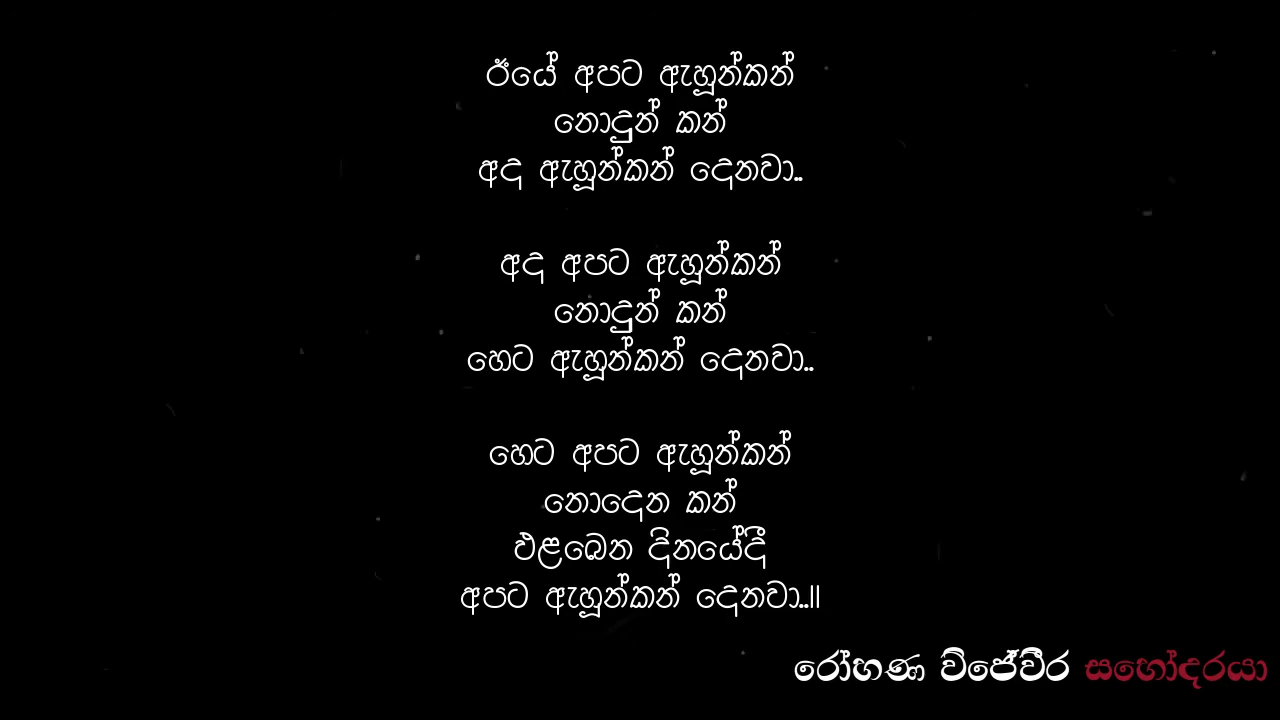 ඊයේ අපට ඇහුන්කන්
නොදුන් කන්
අද ඇහුන්කන් දෙනවා..
අද අපට ඇහුන්කන්
නොදුන් කන්
හෙට ඇහුන්කන් දෙනවා..
හෙට අපට ඇහුන්කන්
නොදෙන කන්
එළබෙන දිනයේදී
අපට ඇහුන්කන් දෙනවා..||
රෝහණ විජේවීර සහෝදරයා